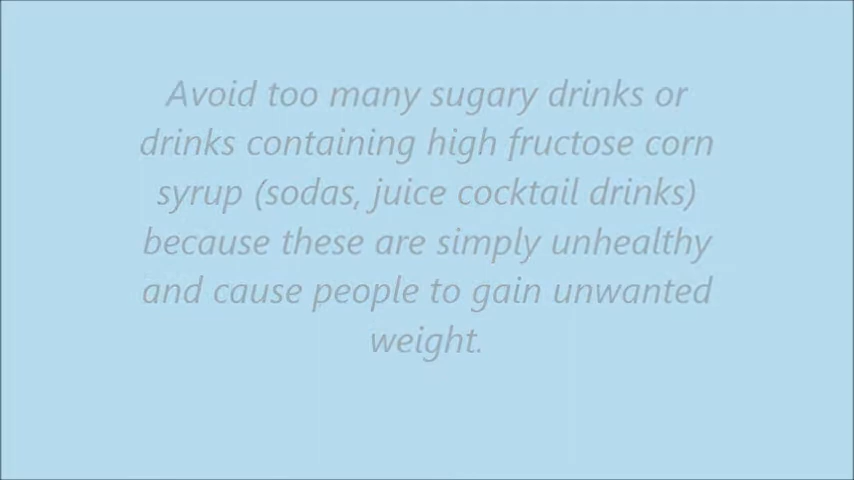 Avoid too many sugary drinks or
drinks containing high fructose corn
syrup (sodas, juice cocktail drinks)
because these are simply unhealthy
and cause people to gain unwanted
weight.